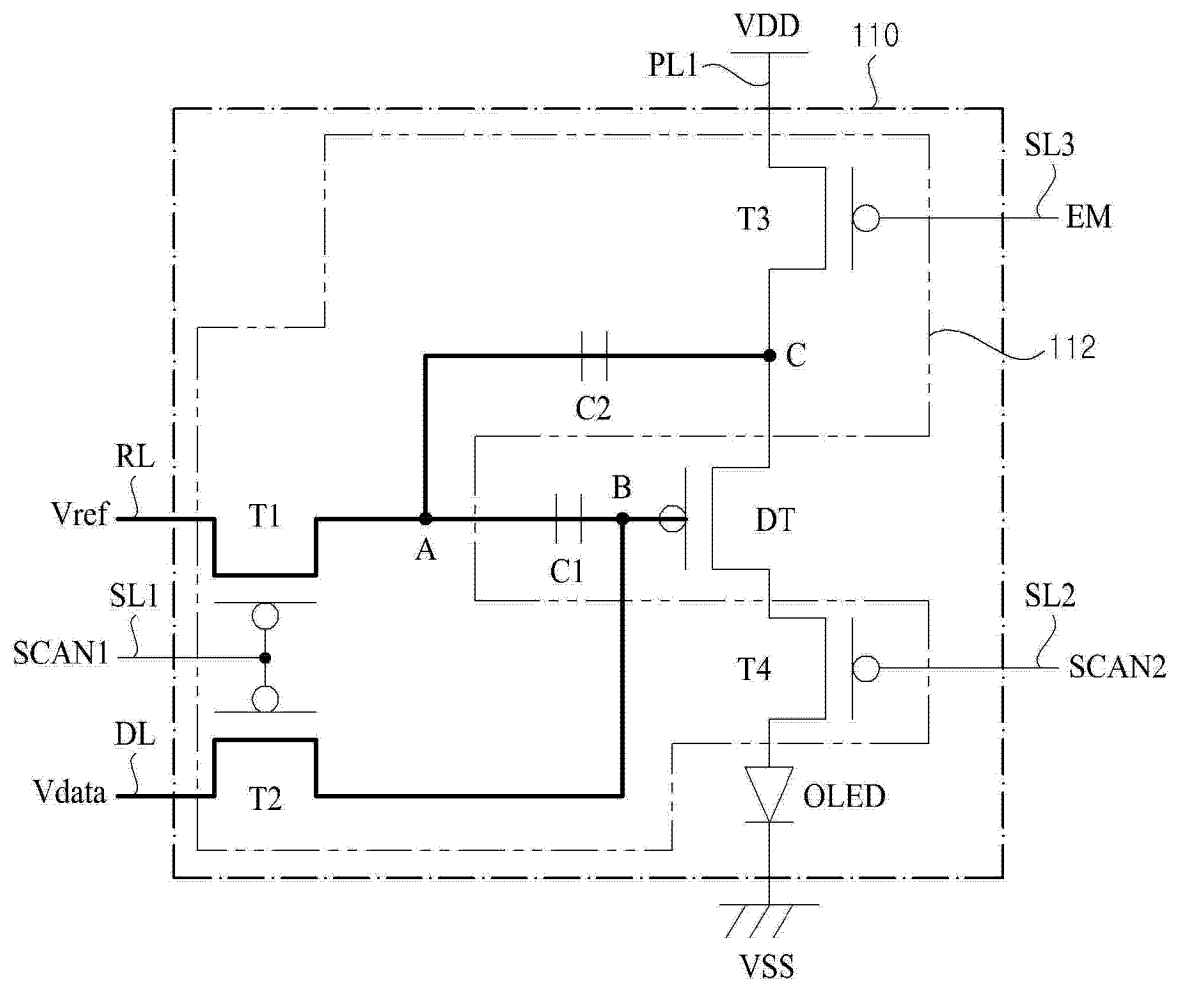 VDD
110
PL1
SL3
T3
EM
C
112
C2
RL
B
Vref
T1
DT
A
C1
SL1
SL2
SCAN1
T4
SCAN2
DL
Vdata
T2
OLED
VSS